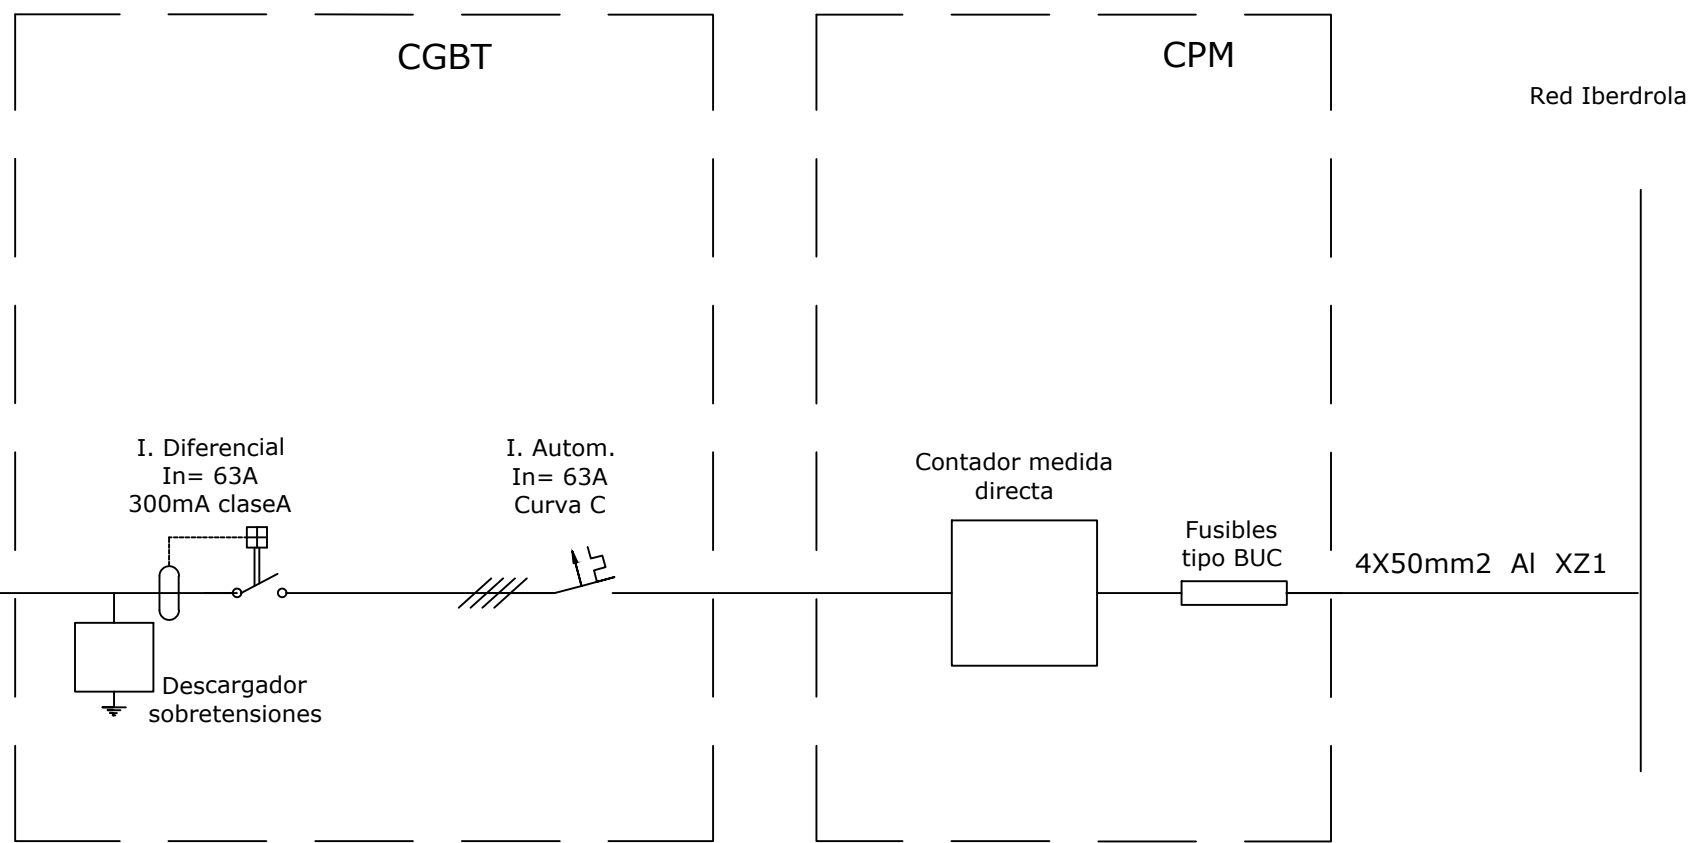 CGBT
CPM
Red Iberdrola
I. Diferencial
In= 63A
300mA claseA
I. Autom.
In= 63A
Curva C
Contador medida
directa
Fusibles
tipo BUC
4X50mm2 Al XZ1
Descargador
sobretensiones